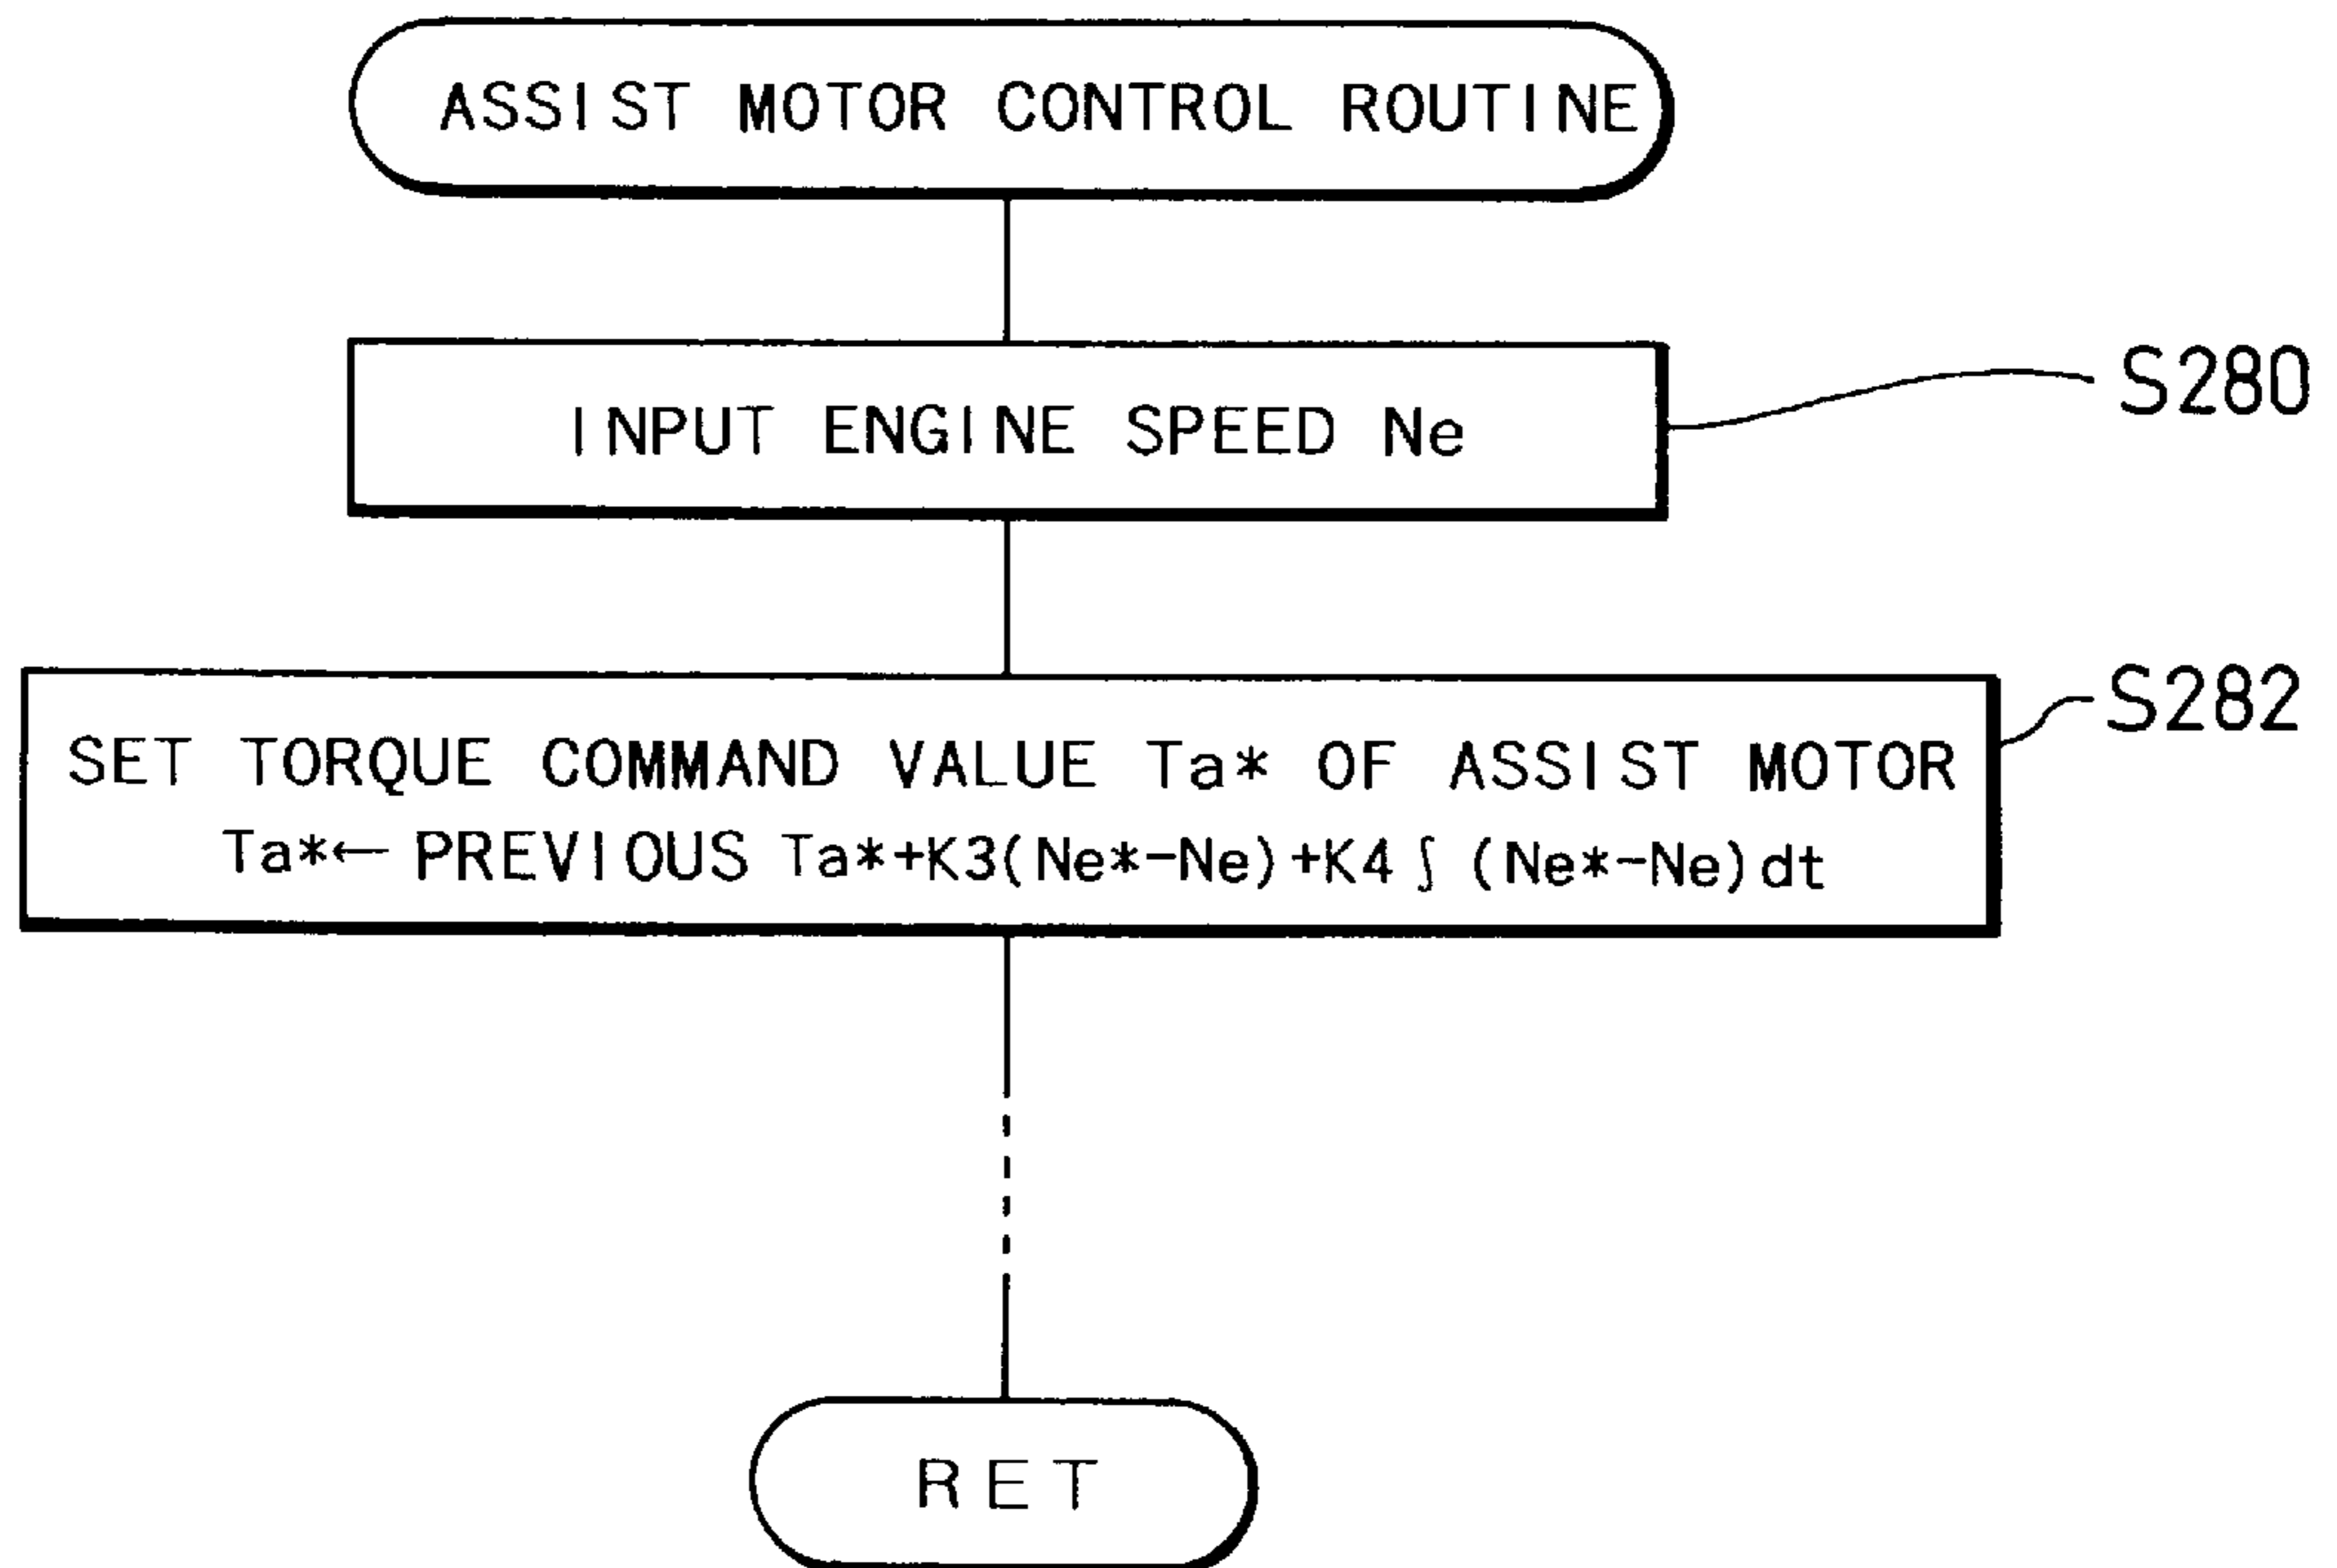 ASSIST MOTOR CONTROL ROUTINE
INPUT ENGINE SPEED Ne
S280
S282
SET TORQUE COMMAND VALUE Ta* OF ASSIST MOTOR
Ta*← PREVIOUS Ta*+K3(Ne*-Ne)+K4∫(Ne*-Ne)dt
RET